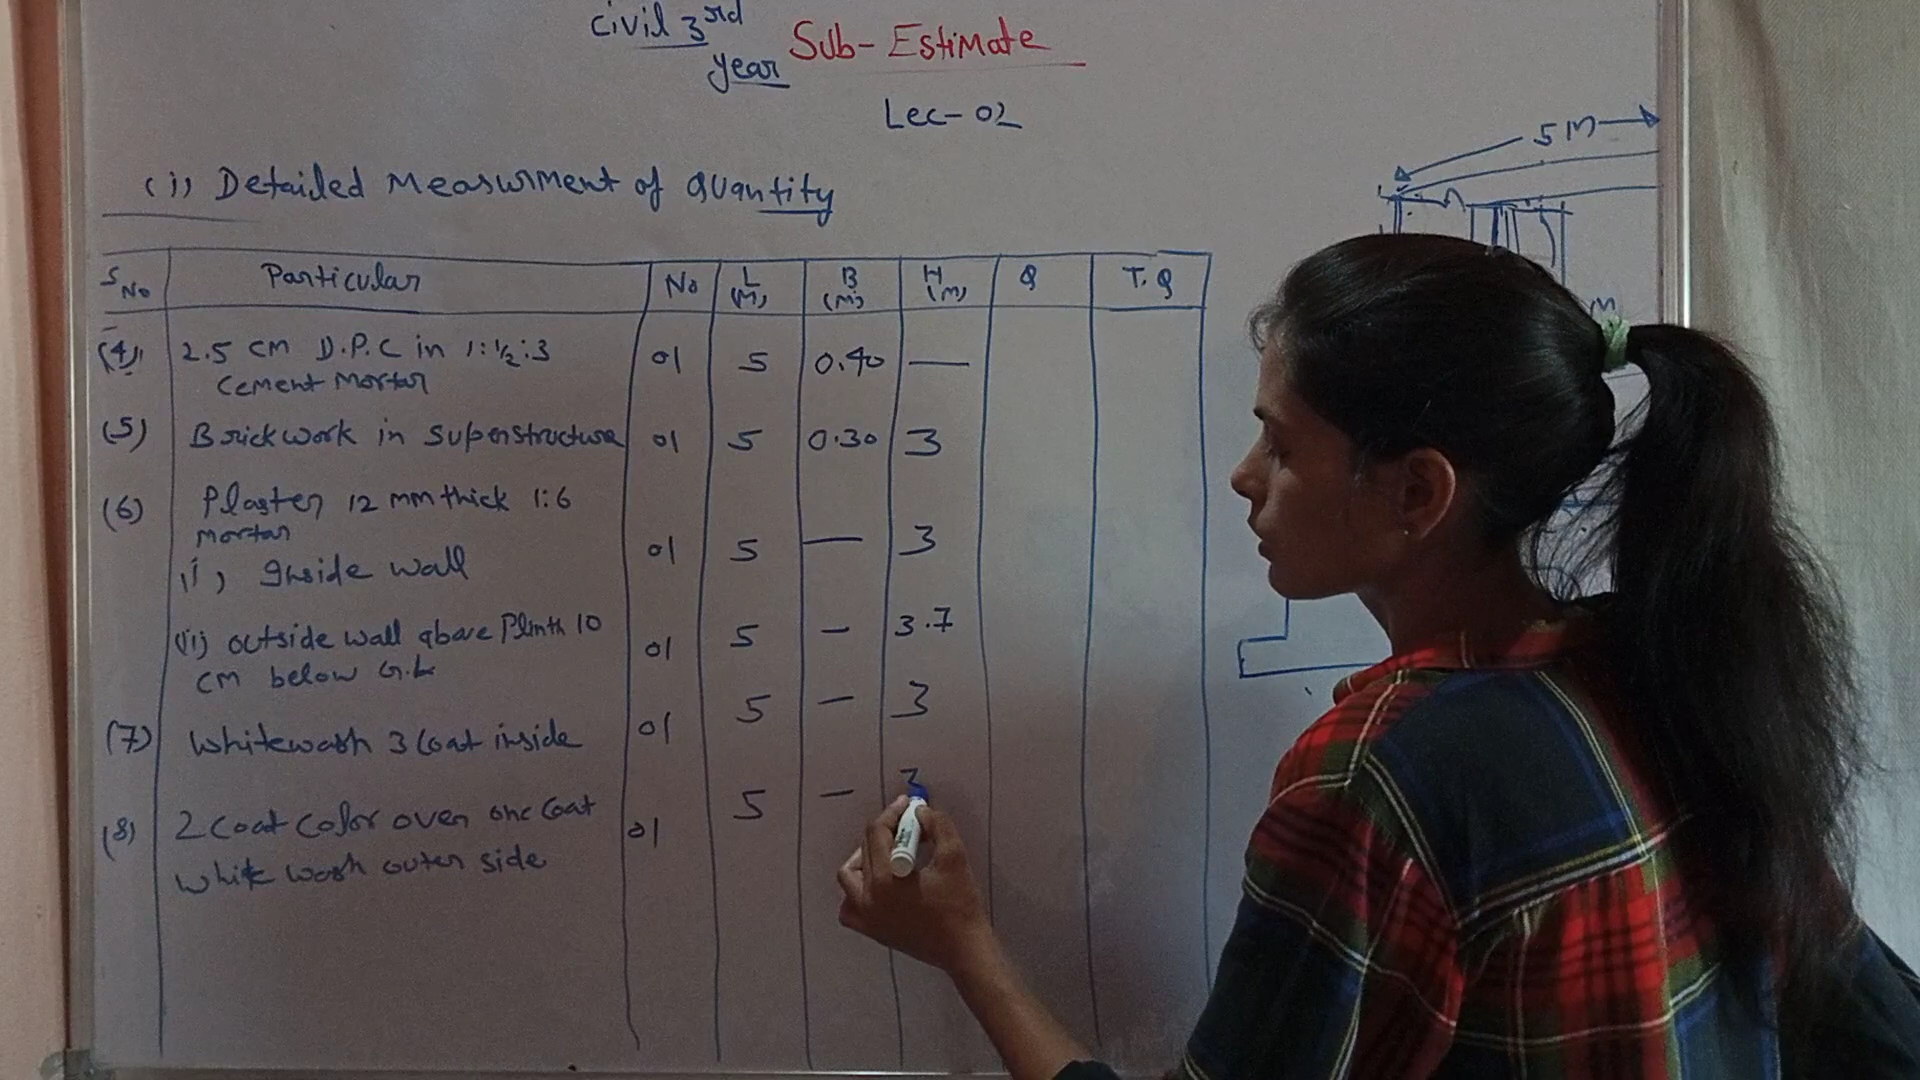 Civil 3rd year
Sub- Estimate
Lec- 02
5 m
(i) Detailed Measurment of Quantity
S No Particular No L (m) B (m) H (m) Q T.Q
(4) 2.5 cm D.P.C in 1:1/2:3 01 5 0.40 —
cement Mortar
(5) Brickwork in superstructure 01 5 0.30 3
(6) Plaster 12 mm thick 1:6
mortar
(i) Inside wall 01 5 — 3
(ii) outside wall above Plinth 10 01 5 — 3.7
cm below G.L
(7) whitewash 3 Coat inside 01 5 — 3
(8) 2 Coat color over one Coat 01 5 — 3
white wash outer side
m